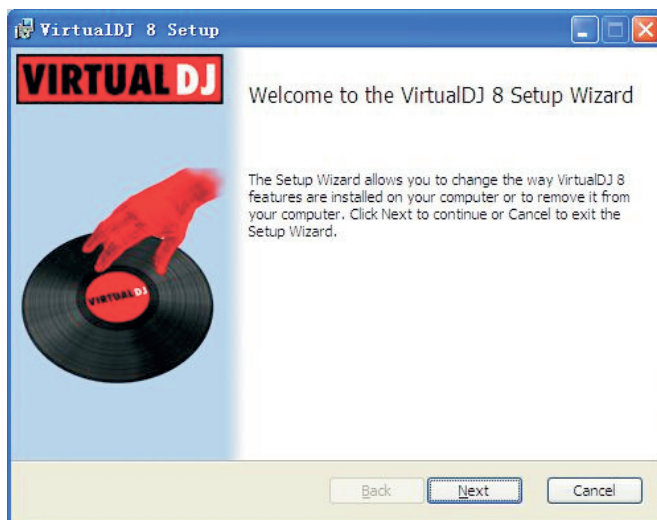 VirtualDJ 8 Setup
VIRTUAL DJ
Welcome to the VirtualDJ 8 Setup Wizard
The Setup Wizard allows you to change the way VirtualDJ 8
features are installed on your computer or to remove it from
your computer. Click Next to continue or Cancel to exit the
Setup Wizard.
VIRTUAL DJ
Back
Next
Cancel